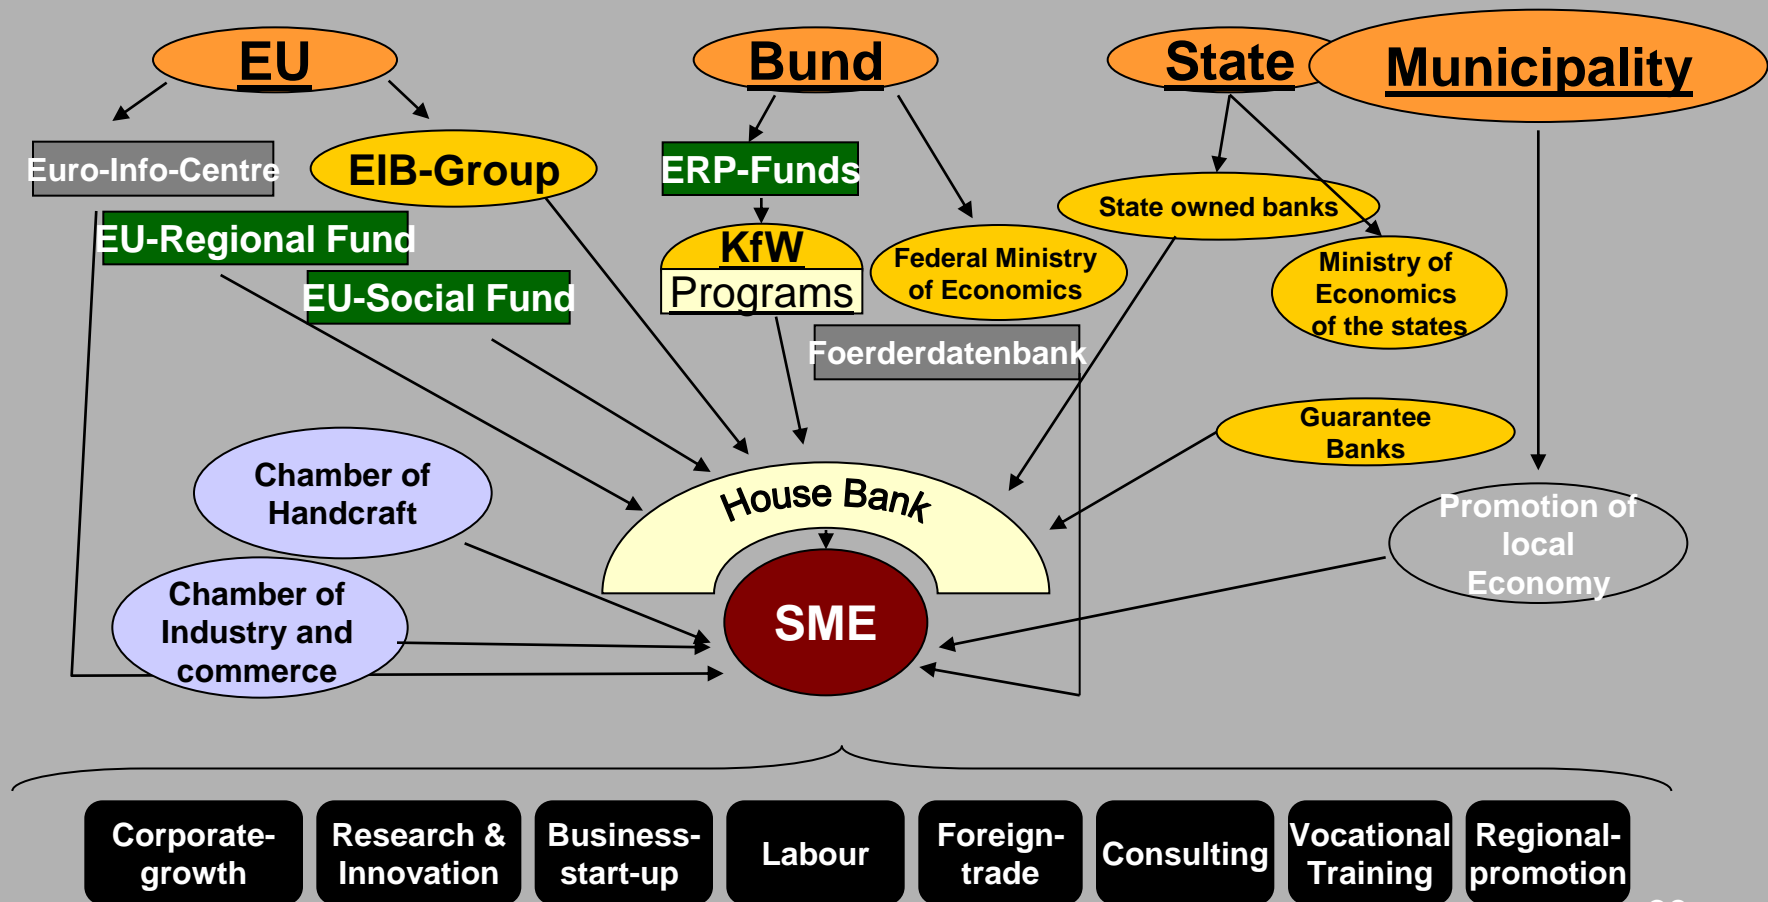 EU
Bund
State
Municipality
Euro-Info-Centre
EIB-Group
ERP-Funds
State owned banks
EU-Regional Fund
KfW
Programs
Federal Ministry
of Economics
Ministry of
Economics
of the states
EU-Social Fund
Foerderdatenbank
Guarantee
Banks
Chamber of
Handcraft
House Bank
Promotion of
local
Economy
Chamber of
Industry and
commerce
SME
Corporate-
growth
Research &
Innovation
Business-
start-up
Labour
Foreign-
trade
Consulting
Vocational
Training
Regional-
promotion